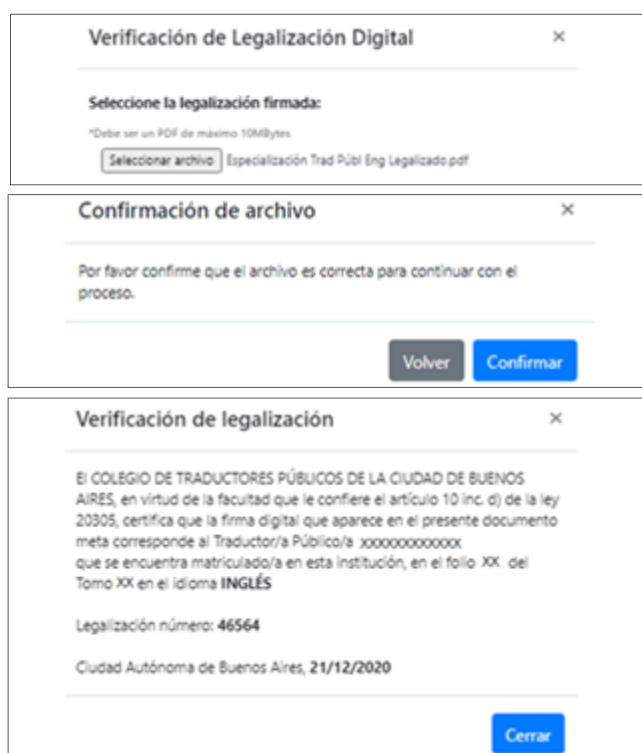 Verificación de Legalización Digital ×
Seleccione la legalización firmada:
*Debe ser un PDF de máximo 10MBytes
Seleccionar archivo Especialización Trad Públ Eng Legalizado.pdf
Confirmación de archivo ×
Por favor confirme que el archivo es correcta para continuar con el
proceso.
Volver Confirmar
Verificación de legalización ×
El COLEGIO DE TRADUCTORES PÚBLICOS DE LA CIUDAD DE BUENOS
AIRES, en virtud de la facultad que le confiere el artículo 10 inc. d) de la ley
20305, certifica que la firma digital que aparece en el presente documento
meta corresponde al Traductor/a Público/a xxxxxxxxxxxxx
que se encuentra matriculado/a en esta institución, en el folio XX del
Tomo XX en el idioma INGLÉS
Legalización número: 46564
Ciudad Autónoma de Buenos Aires, 21/12/2020
Cerrar